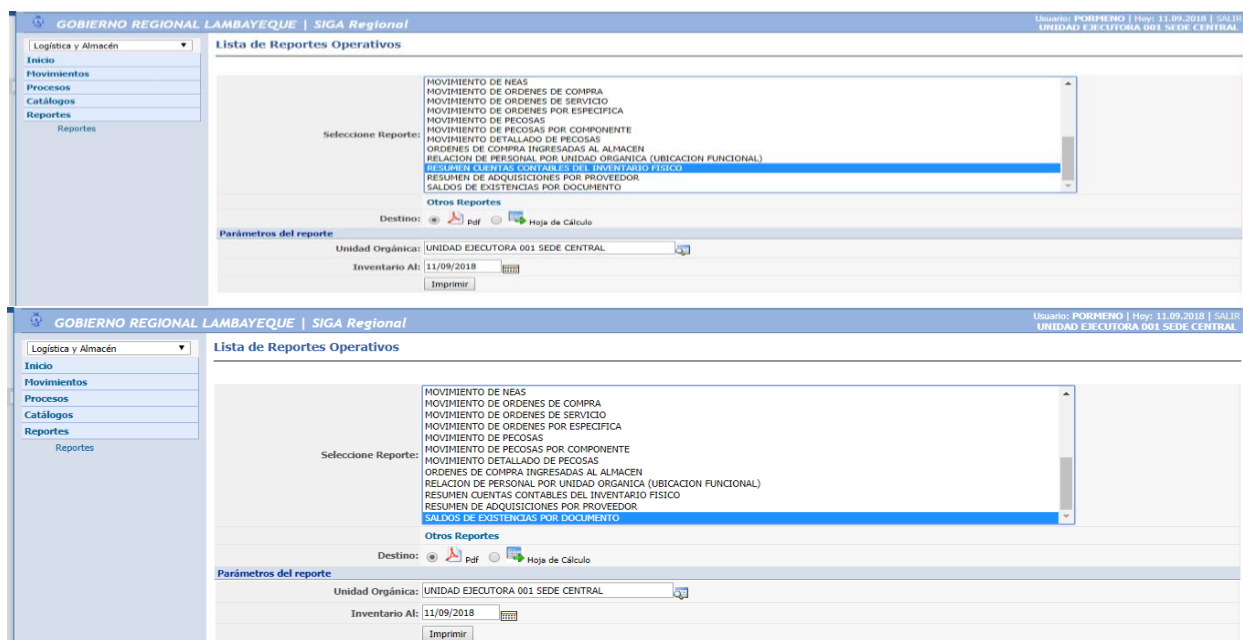 GOBIERNO REGIONAL LAMBAYEQUE | SIGA Regional
Usuario: PORMENO | Hoy: 11.09.2018 | SALIR
UNIDAD EJECUTORA 001 SEDE CENTRAL
Logística y Almacén
Lista de Reportes Operativos
Inicio
Movimientos
Procesos
Catálogos
Reportes
Reportes
Seleccione Reporte:
MOVIMIENTO DE NEAS
MOVIMIENTO DE ORDENES DE COMPRA
MOVIMIENTO DE ORDENES DE SERVICIO
MOVIMIENTO DE ORDENES POR ESPECIFICA
MOVIMIENTO DE PECOSAS
MOVIMIENTO DE PECOSAS POR COMPONENTE
MOVIMIENTO DETALLADO DE PECOSAS
ORDENES DE COMPRA INGRESADAS AL ALMACEN
RELACION DE PERSONAL POR UNIDAD ORGANICA (UBICACION FUNCIONAL)
RESUMEN CUENTAS CONTABLES DEL INVENTARIO FISICO
RESUMEN DE ADQUISICIONES POR PROVEEDOR
SALDOS DE EXISTENCIAS POR DOCUMENTO
Otros Reportes
Destino: Pdf Hoja de Cálculo
Parámetros del reporte
Unidad Orgánica: UNIDAD EJECUTORA 001 SEDE CENTRAL
Inventario Al: 11/09/2018
Imprimir
GOBIERNO REGIONAL LAMBAYEQUE | SIGA Regional
Usuario: PORMENO | Hoy: 11.09.2018 | SALIR
UNIDAD EJECUTORA 001 SEDE CENTRAL
Logística y Almacén
Lista de Reportes Operativos
Inicio
Movimientos
Procesos
Catálogos
Reportes
Reportes
Seleccione Reporte:
MOVIMIENTO DE NEAS
MOVIMIENTO DE ORDENES DE COMPRA
MOVIMIENTO DE ORDENES DE SERVICIO
MOVIMIENTO DE ORDENES POR ESPECIFICA
MOVIMIENTO DE PECOSAS
MOVIMIENTO DE PECOSAS POR COMPONENTE
MOVIMIENTO DETALLADO DE PECOSAS
ORDENES DE COMPRA INGRESADAS AL ALMACEN
RELACION DE PERSONAL POR UNIDAD ORGANICA (UBICACION FUNCIONAL)
RESUMEN CUENTAS CONTABLES DEL INVENTARIO FISICO
RESUMEN DE ADQUISICIONES POR PROVEEDOR
SALDOS DE EXISTENCIAS POR DOCUMENTO
Otros Reportes
Destino: Pdf Hoja de Cálculo
Parámetros del reporte
Unidad Orgánica: UNIDAD EJECUTORA 001 SEDE CENTRAL
Inventario Al: 11/09/2018
Imprimir